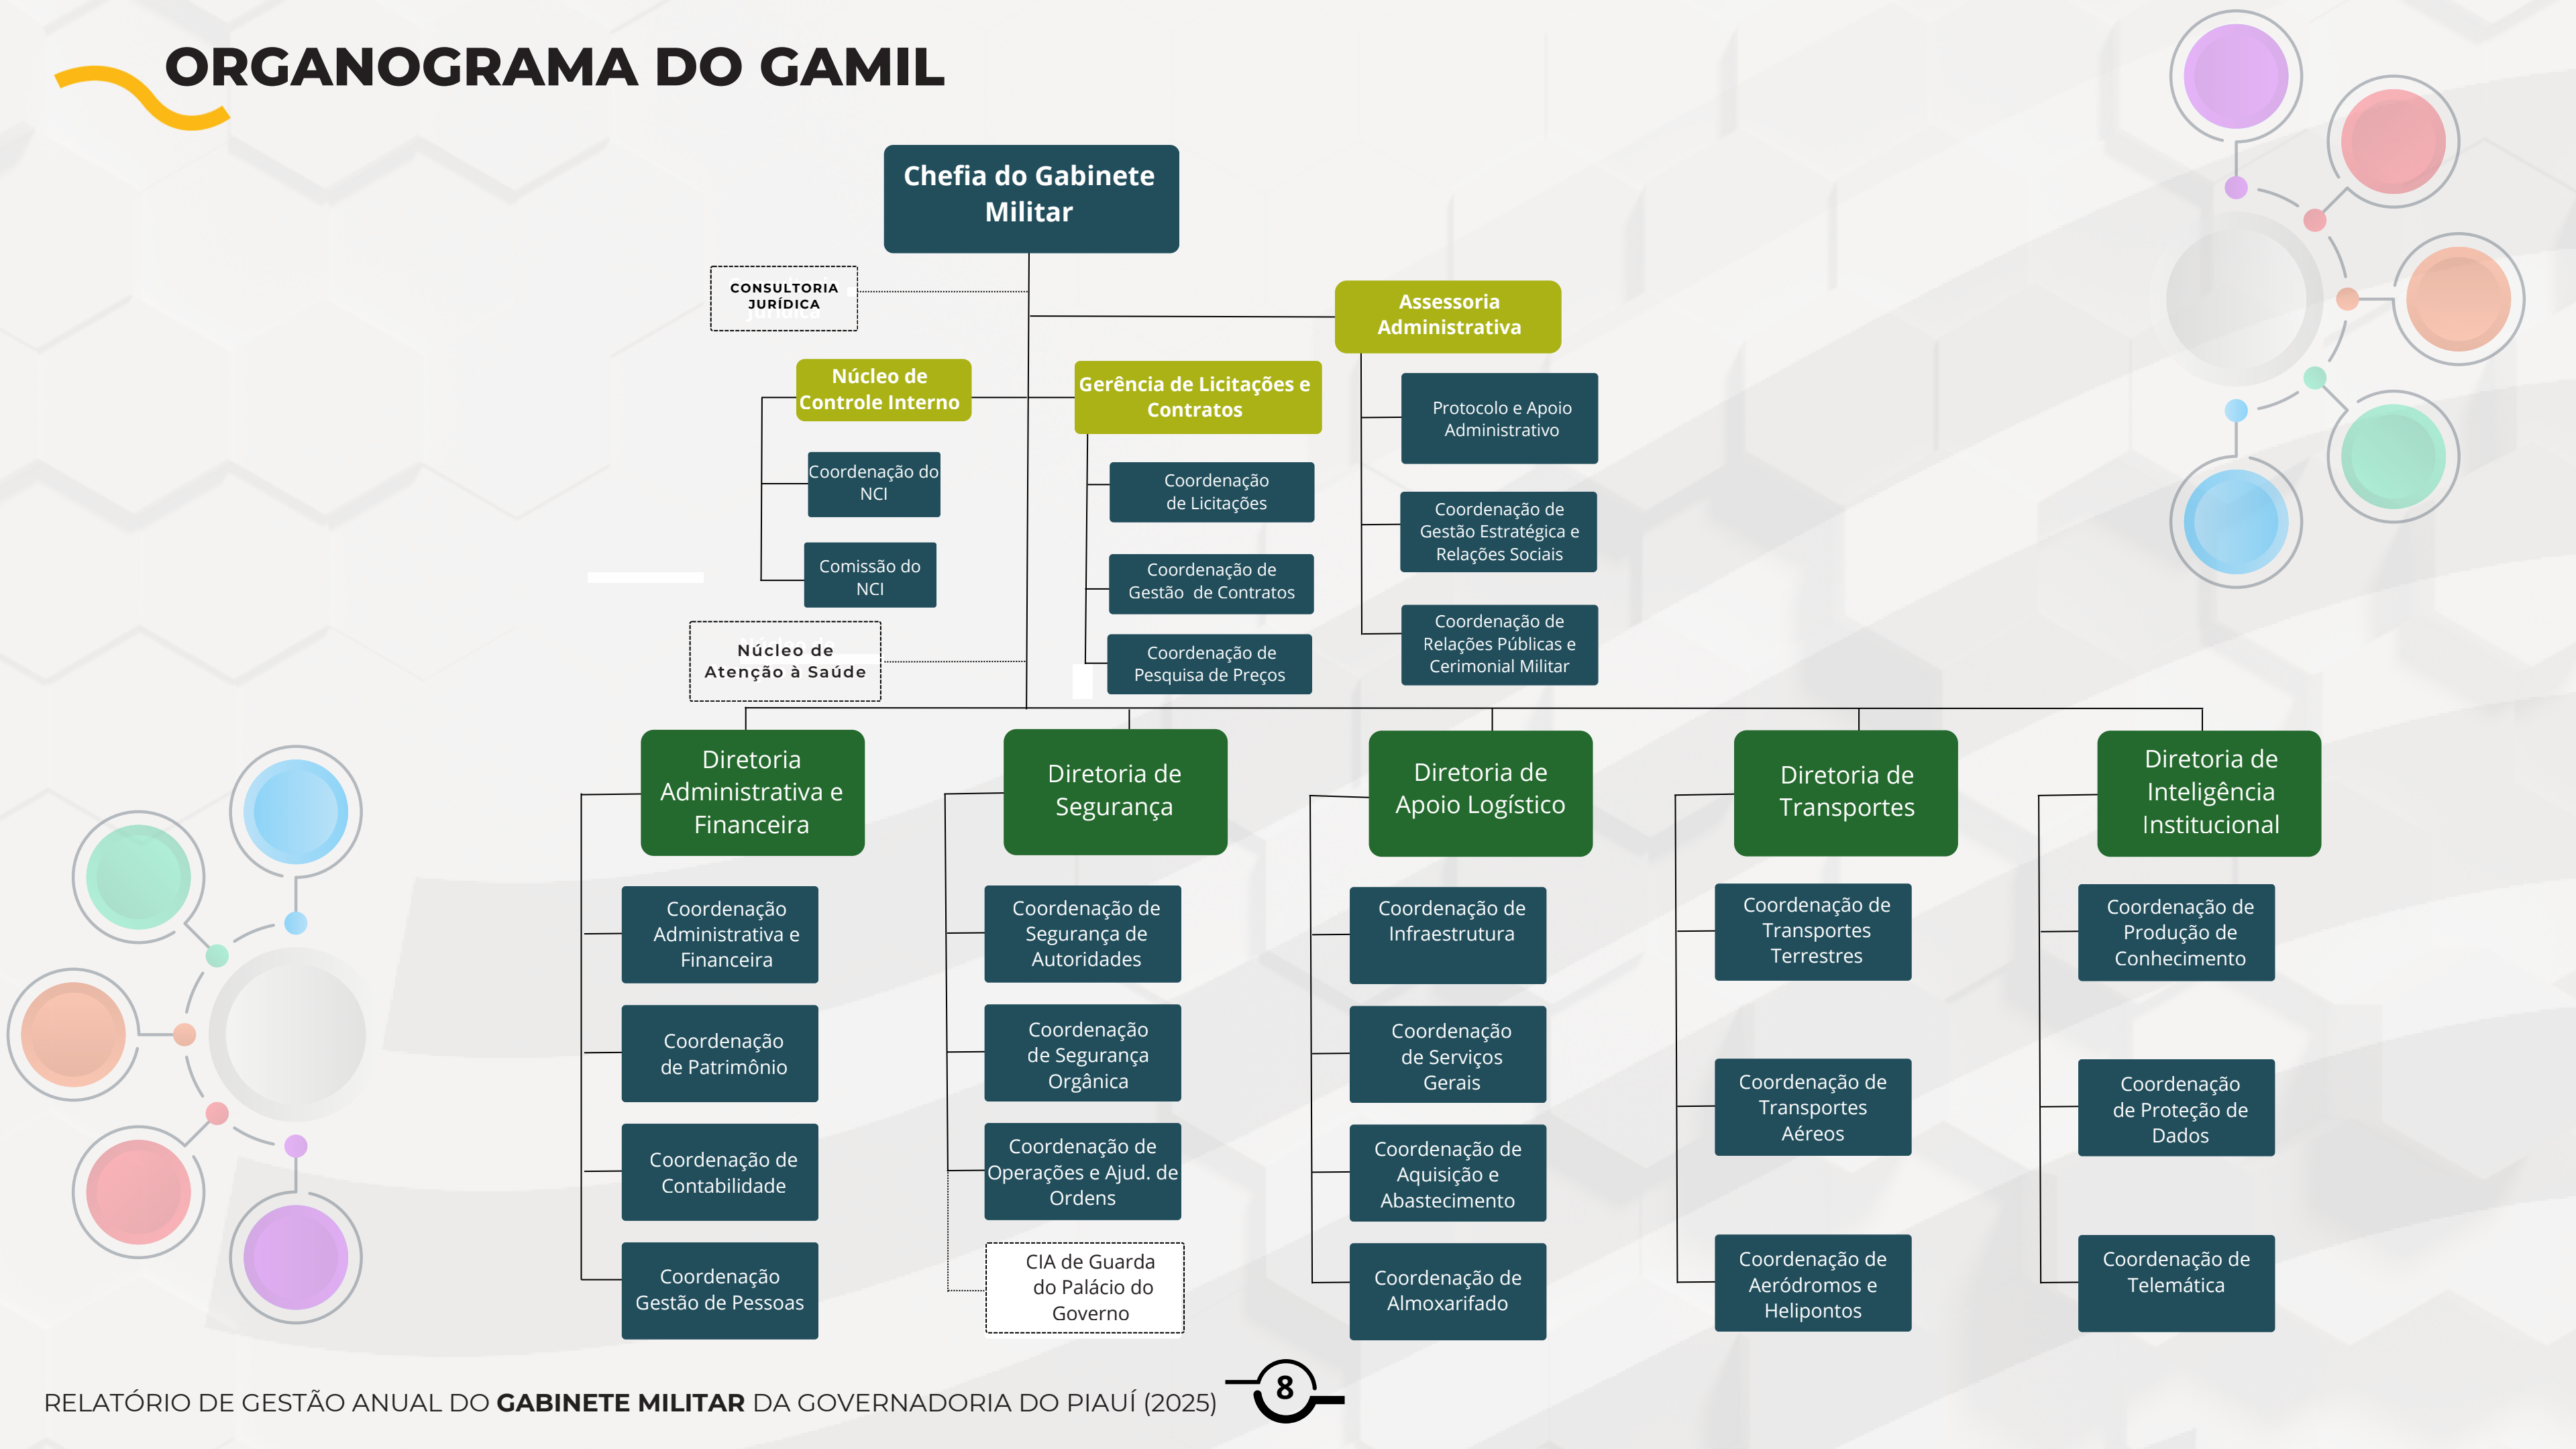 ORGANOGRAMA DO GAMIL
Chefia do Gabinete
Militar
CONSULTORIA
JURÍDICA
Jurídica
Assessoria
Administrativa
Núcleo de
Controle Interno
Gerência de Licitações e
Contratos
Protocolo e Apoio
Administrativo
Coordenação do
NCI
Coordenação
de Licitações
Coordenação de
Gestão Estratégica e
Relações Sociais
Comissão do
NCI
Coordenação de
Gestão  de Contratos
Coordenação de
Relações Públicas e
Cerimonial Militar
Núcleo de
Núcleo de
Atenção à Saúde
Coordenação de
Pesquisa de Preços
Diretoria
Administrativa e
Financeira
Diretoria de
Segurança
Diretoria de
Apoio Logístico
Diretoria de
Transportes
Diretoria de
Inteligência
Institucional
Coordenação
Administrativa e
Financeira
Coordenação
de Patrimônio
Coordenação de
Contabilidade
Coordenação
Gestão de Pessoas
Coordenação de
Segurança de
Autoridades
Coordenação
de Segurança
Orgânica
Coordenação de
Operações e Ajud. de
Ordens
CIA de Guarda
do Palácio do
Governo
Coordenação de
Infraestrutura
Coordenação
de Serviços
Gerais
Coordenação de
Aquisição e
Abastecimento
Coordenação de
Almoxarifado
Coordenação de
Transportes
Terrestres
Coordenação de
Transportes
Aéreos
Coordenação de
Aeródromos e
Helipontos
Coordenação de
Produção de
Conhecimento
Coordenação
de Proteção de
Dados
Coordenação de
Telemática
RELATÓRIO DE GESTÃO ANUAL DO GABINETE MILITAR DA GOVERNADORIA DO PIAUÍ (2025)
8